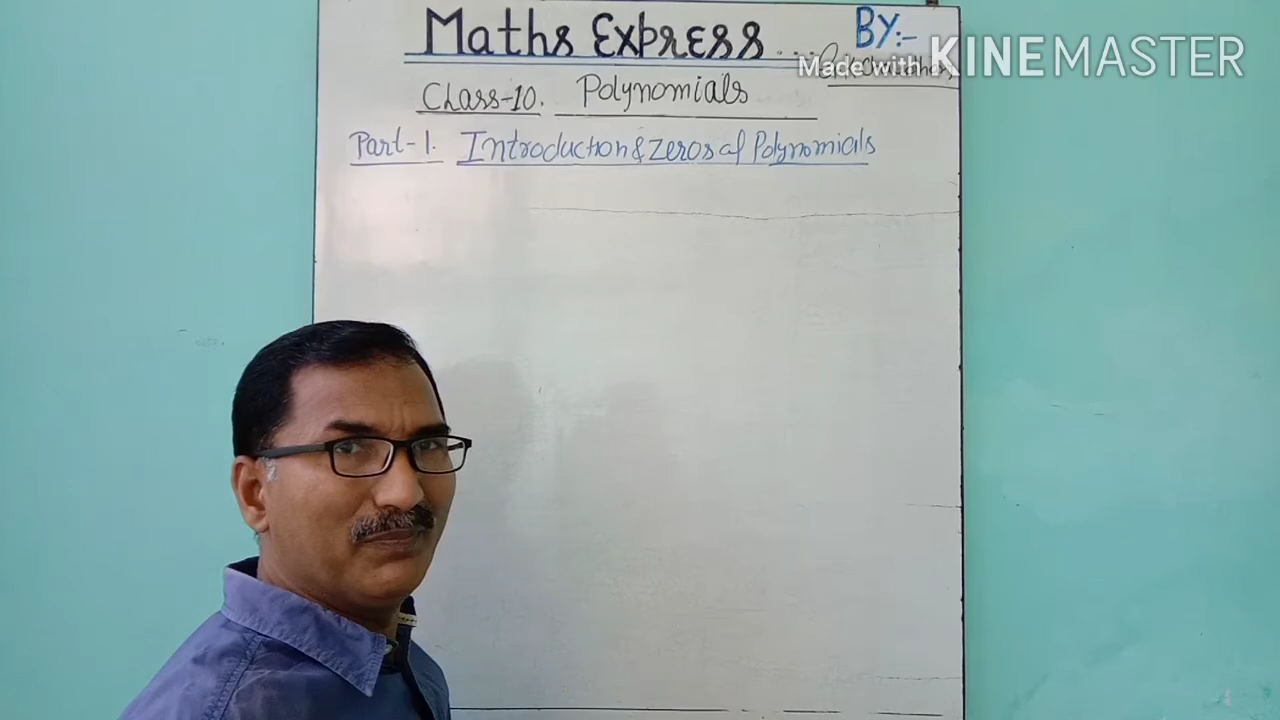 Maths Express ....
BY:-
Made with KINEMASTER
Class-10. Polynomials
Part-1. Introduction & Zeros of Polynomials